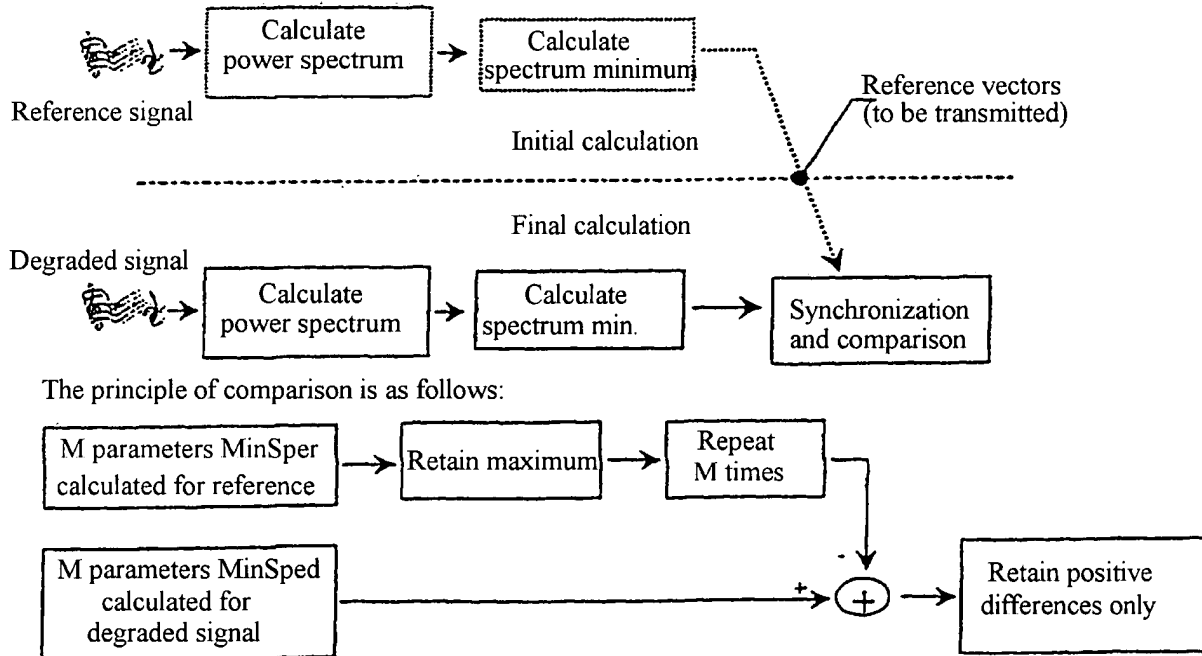 Calculate
power spectrum
Calculate
spectrum minimum
Reference signal
Reference vectors
(to be transmitted)
Initial calculation
Final calculation
Degraded signal
Calculate
power spectrum
Calculate
spectrum min.
Synchronization
and comparison
The principle of comparison is as follows:
M parameters MinSper
calculated for reference
Retain maximum
Repeat
M times
M parameters MinSped
calculated for
degraded signal
-
+
+
Retain positive
differences only